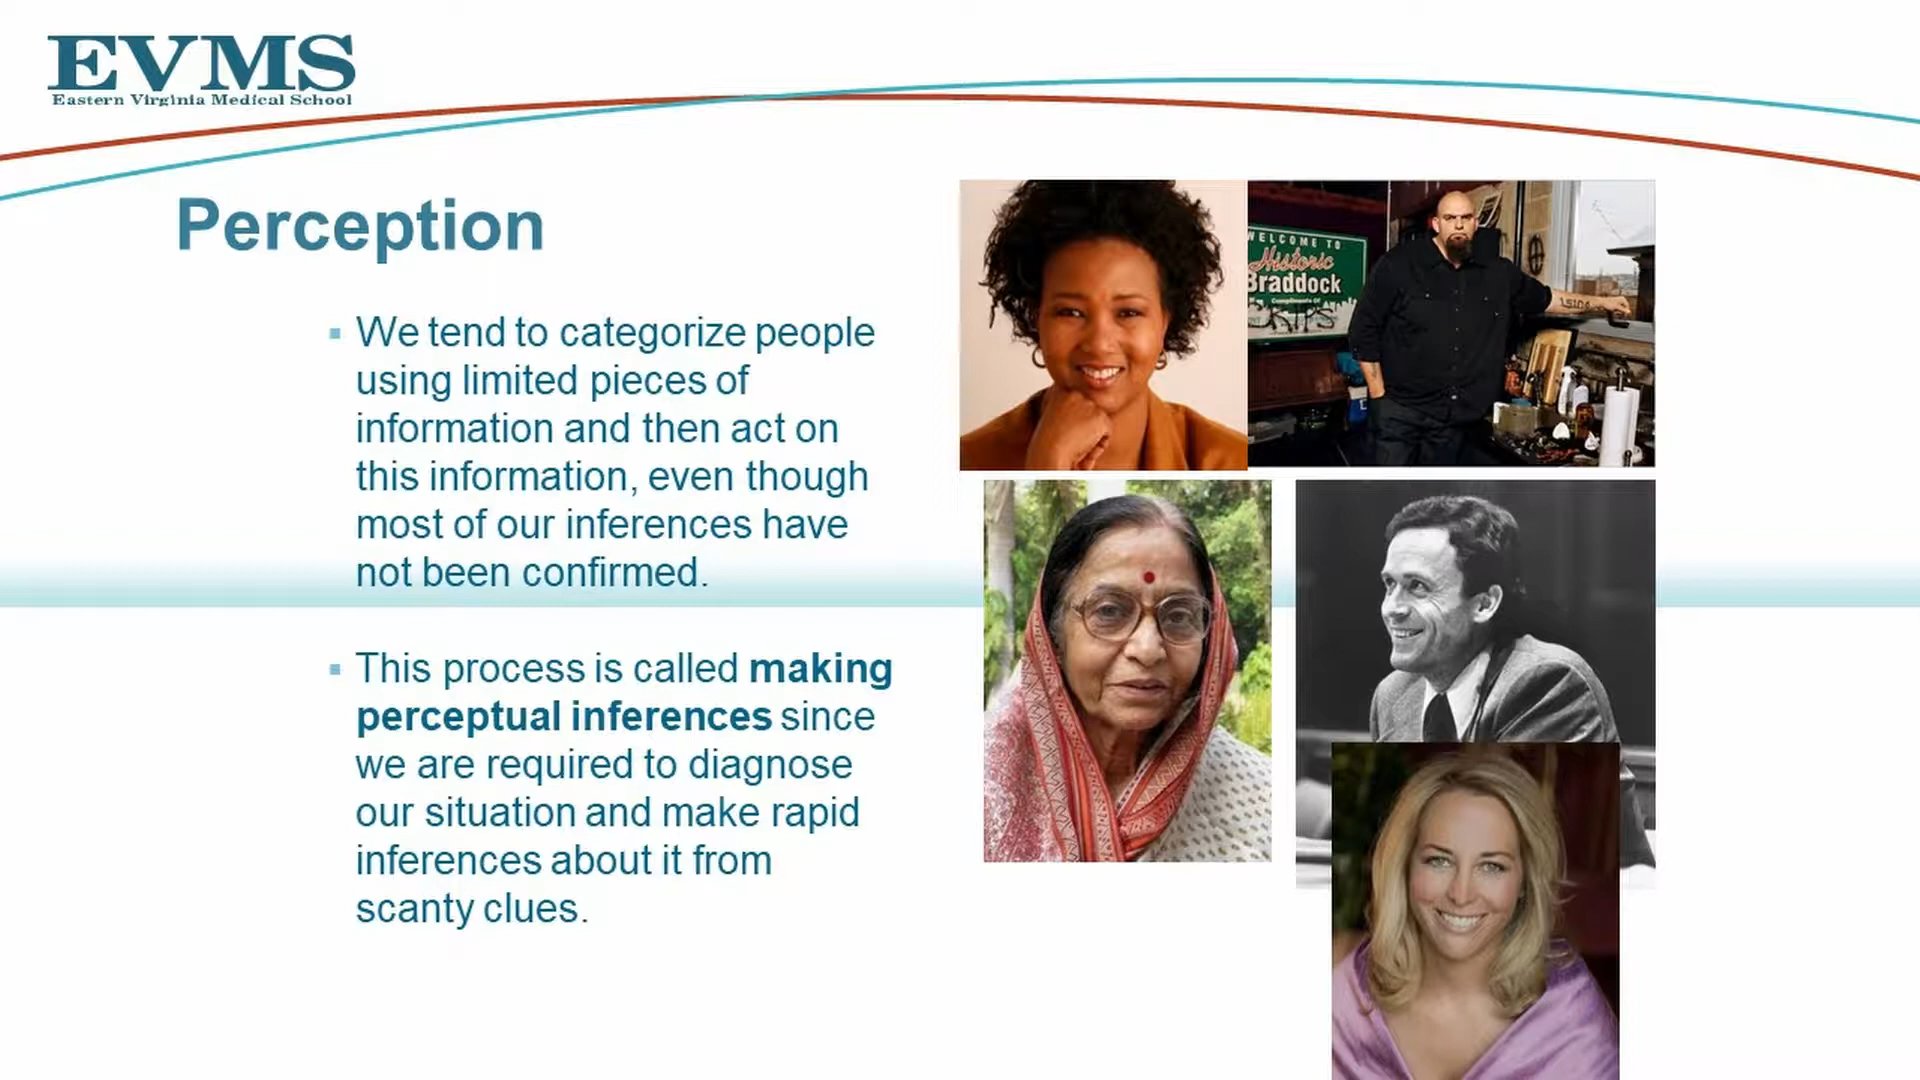 EVMS
Eastern Virginia Medical School
Perception
We tend to categorize people
using limited pieces of
information and then act on
this information, even though
most of our inferences have
not been confirmed.
This process is called making
perceptual inferences since
we are required to diagnose
our situation and make rapid
inferences about it from
scanty clues.
WELCOME TO
Historic
Braddock
Compliments Of
15104